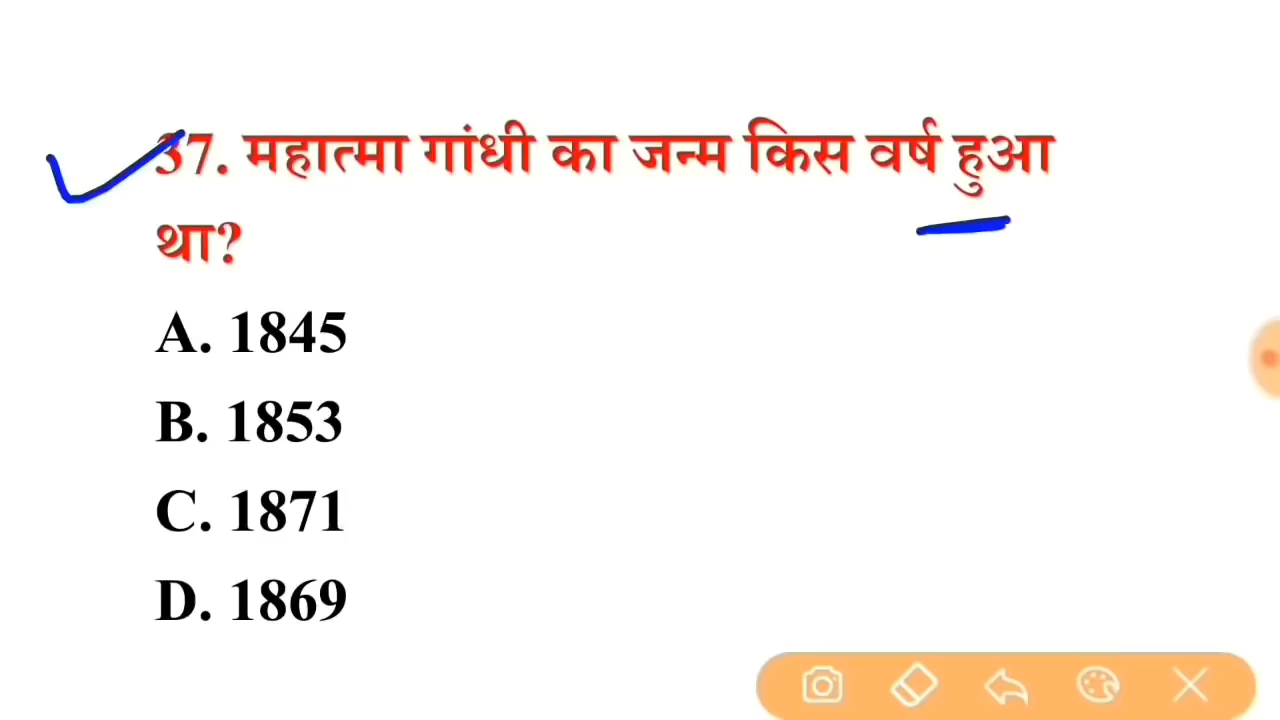 37. महात्मा गांधी का जन्म किस वर्ष हुआ
था?
A. 1845
B. 1853
C. 1871
D. 1869